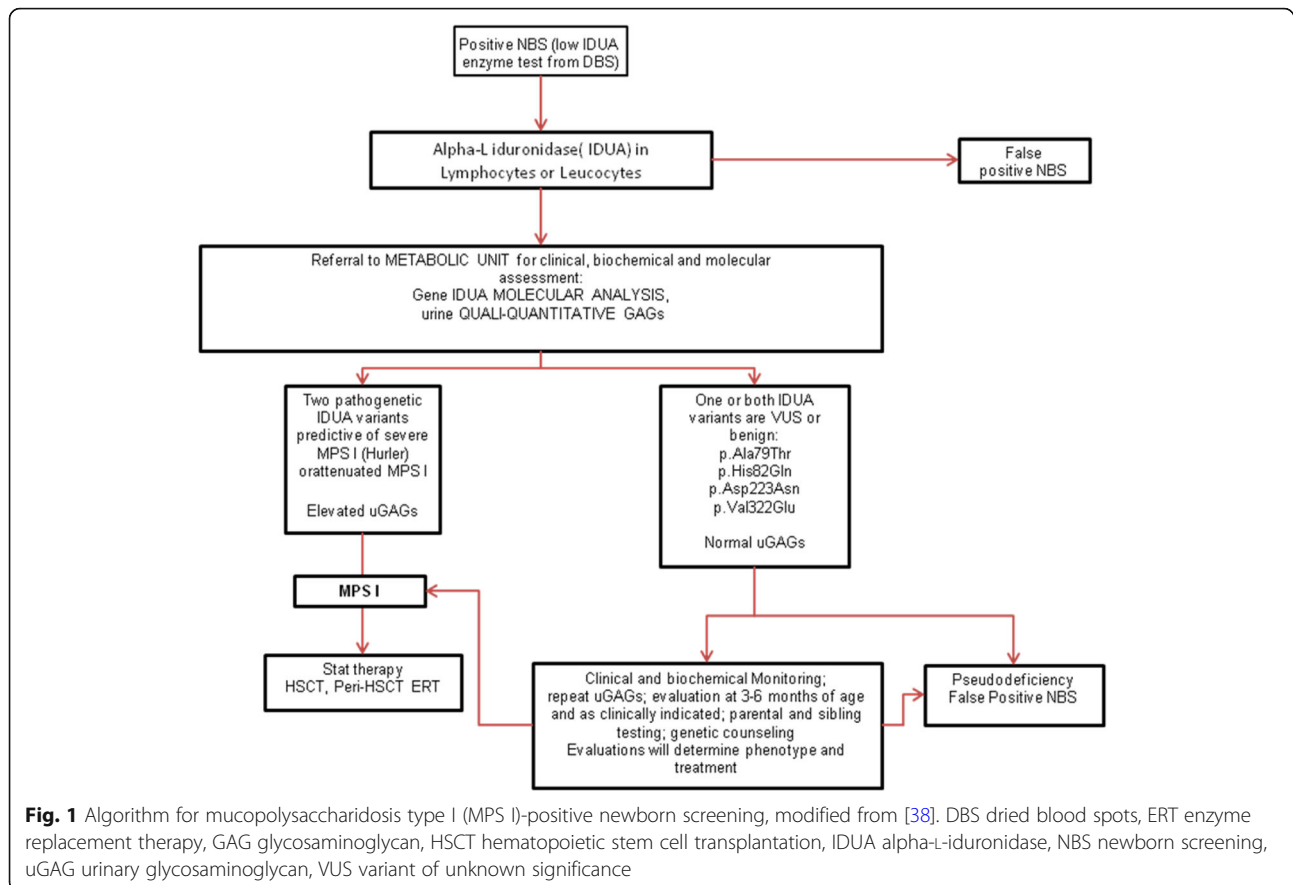 Positive NBS (low IDUA
enzyme test from DBS)
Alpha-L iduronidase( IDUA) in
Lymphocytes or Leucocytes
False
positive NBS
Referral to METABOLIC UNIT for clinical, biochemical and molecular
assessment:
Gene IDUA MOLECULAR ANALYSIS,
urine QUALI-QUANTITATIVE GAGs
Two pathogenetic
IDUA variants
predictive of severe
MPS I (Hurler)
orattenuated MPS I
Elevated uGAGs
One or both IDUA
variants are VUS or
benign:
p.Ala79Thr
p.His82Gln
p.Asp223Asn
p.Val322Glu
Normal uGAGs
MPS I
Stat therapy
HSCT, Peri-HSCT ERT
Clinical and biochemical Monitoring;
repeat uGAGs; evaluation at 3-6 months of age
and as clinically indicated; parental and sibling
testing; genetic counseling
Evaluations will determine phenotype and
treatment
Pseudodeficiency
False Positive NBS
Fig. 1 Algorithm for mucopolysaccharidosis type I (MPS I)-positive newborn screening, modified from [38]. DBS dried blood spots, ERT enzyme
replacement therapy, GAG glycosaminoglycan, HSCT hematopoietic stem cell transplantation, IDUA alpha-L-iduronidase, NBS newborn screening,
uGAG urinary glycosaminoglycan, VUS variant of unknown significance